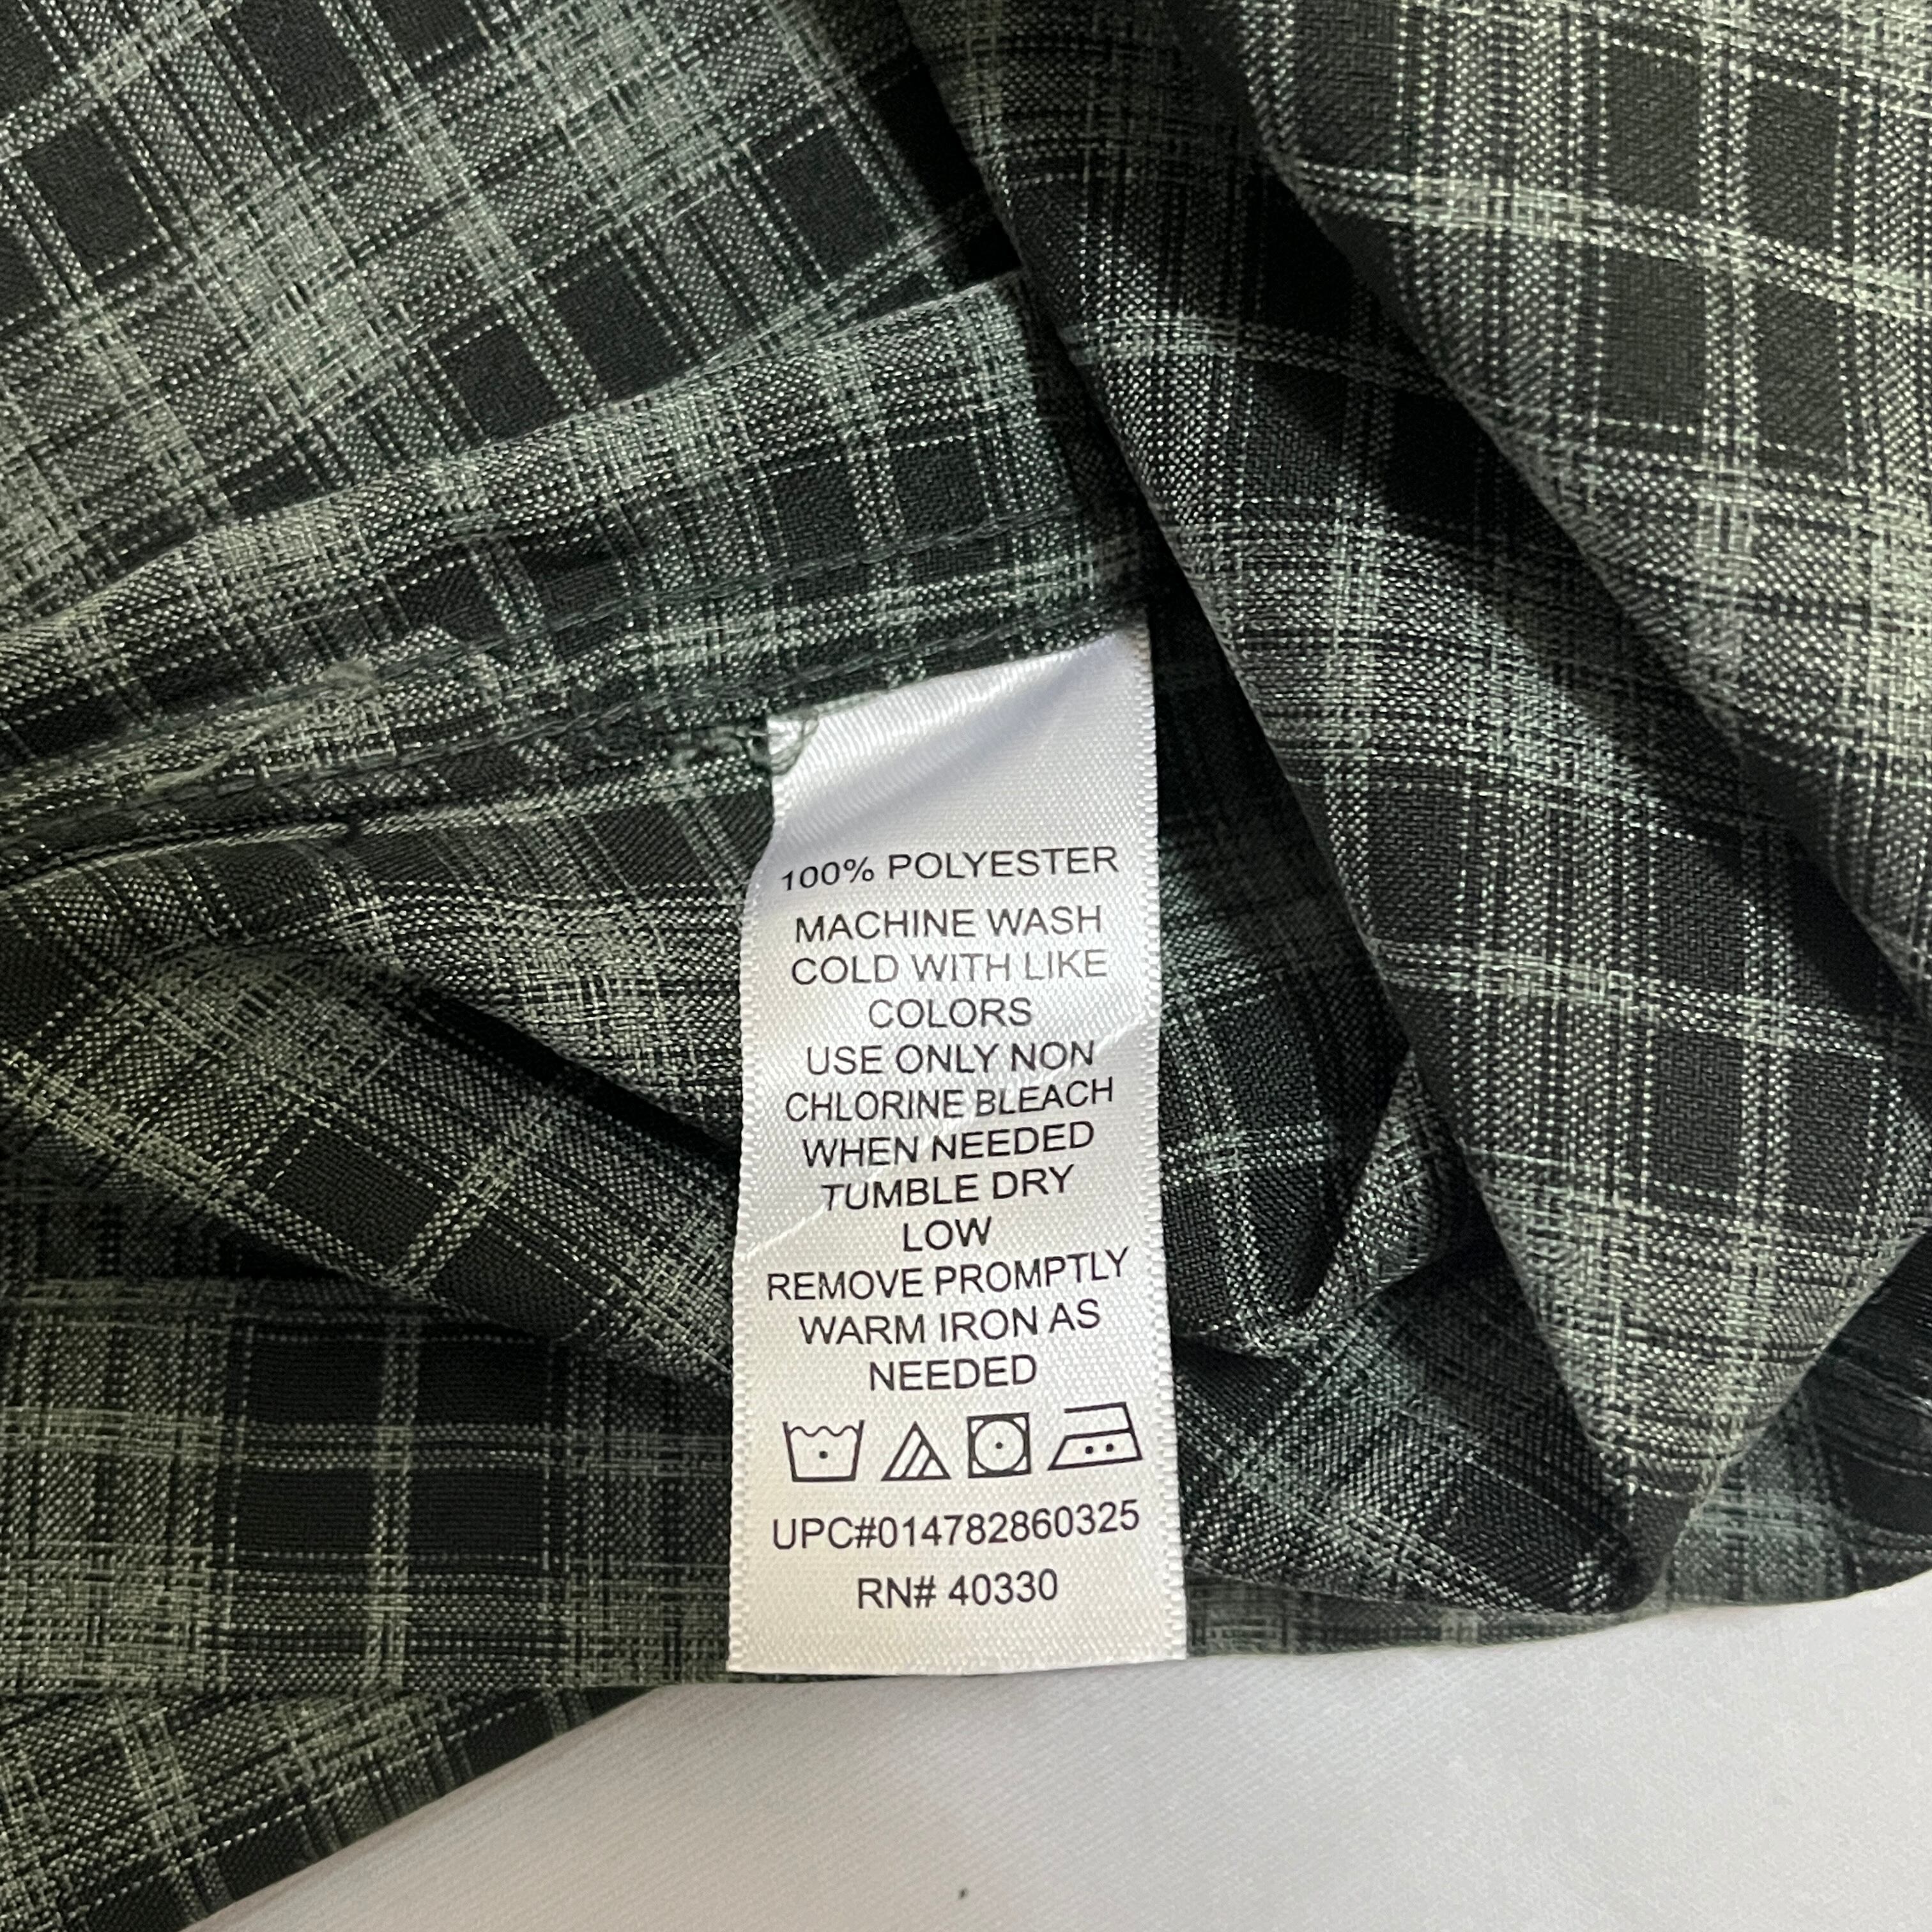 100% POLYESTER
MACHINE WASH
COLD WITH LIKE
COLORS
USE ONLY NON
CHLORINE BLEACH
WHEN NEEDED
TUMBLE DRY
LOW
REMOVE PROMPTLY
WARM IRON AS
NEEDED
UPC#014782860325
RN# 40330